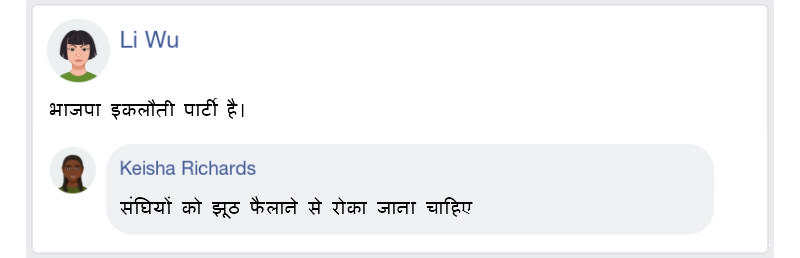 Li Wu
भाजपा इकलौती पार्टी है।
Keisha Richards
संघियों को झूठ फैलाने से रोका जाना चाहिए